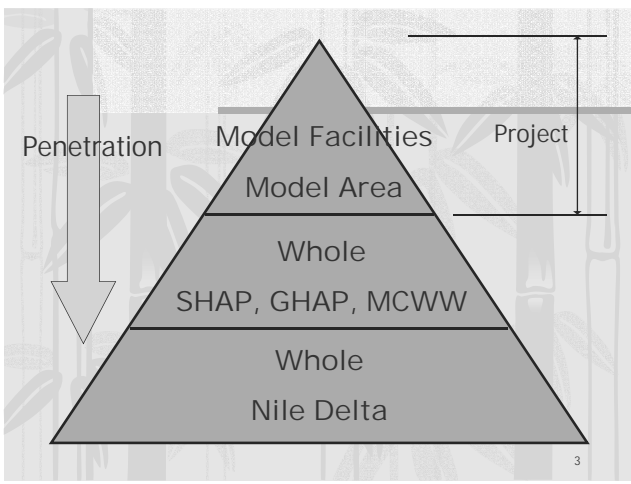 Penetration
Model Facilities
Model Area
Project
Whole
SHAP, GHAP, MCWW
Whole
Nile Delta
3